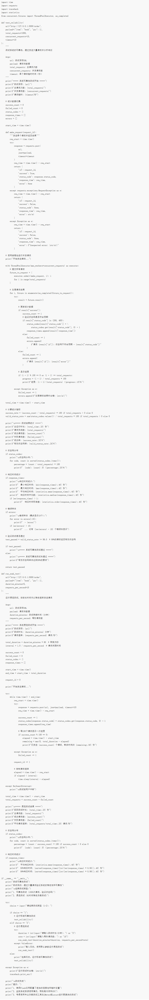 import time
import requests
import traceback
import statistics
from concurrent.futures import ThreadPoolExecutor, as_completed

def test_reliability(
    url="http://127.0.0.1:5000/order",
    payload={"item": "book", "qty": 1},
    total_requests=1000,
    concurrent_requests=10,
    timeout=10
):
    """
    测试系统的可靠性，通过发送大量请求并分析响应

    Args:
        url: 测试目标URL
        payload: 请求体数据
        total_requests: 总请求次数
        concurrent_requests: 并发请求数
        timeout: 单个请求超时时间（秒）
    """
    print("===== 系统可靠性测试开始 =====")
    print(f"测试目标: {url}")
    print(f"总请求次数: {total_requests}")
    print(f"并发请求数: {concurrent_requests}")
    print(f"请求超时: {timeout}秒")

    # 统计数据收集
    success_count = 0
    failed_count = 0
    status_codes = {}
    response_times = []
    errors = []

    start_time = time.time()

    def make_request(request_id):
        """发送单个请求并返回结果"""
        req_start = time.time()
        try:
            response = requests.post(
                url,
                json=payload,
                timeout=timeout
            )
            req_time = time.time() - req_start
            return {
                'id': request_id,
                'success': True,
                'status_code': response.status_code,
                'response_time': req_time,
                'error': None
            }
        except requests.exceptions.RequestException as e:
            req_time = time.time() - req_start
            return {
                'id': request_id,
                'success': False,
                'status_code': None,
                'response_time': req_time,
                'error': str(e)
            }
        except Exception as e:
            req_time = time.time() - req_start
            return {
                'id': request_id,
                'success': False,
                'status_code': None,
                'response_time': req_time,
                'error': f"Unexpected error: {str(e)}"
            }

    # 使用线程池进行并发请求
    print("开始发送请求...")

    with ThreadPoolExecutor(max_workers=concurrent_requests) as executor:
        # 提交所有请求
        future_to_request = {
            executor.submit(make_request, i): i
            for i in range(total_requests)
        }

        # 处理请求结果
        for i, future in enumerate(as_completed(future_to_request)):
            try:
                result = future.result()

                # 更新统计数据
                if result['success']:
                    success_count += 1
                    # 验证状态码是否符合预期
                    if result['status_code'] in (200, 400):
                        status_codes[result['status_code']] = \
                            status_codes.get(result['status_code'], 0) + 1
                        response_times.append(result['response_time'])
                    else:
                        failed_count += 1
                        errors.append(
                            f"请求 {result['id']}: 状态码不符合预期 - {result['status_code']}"
                        )
                else:
                    failed_count += 1
                    errors.append(
                        f"请求 {result['id']}: {result['error']}"
                    )

                # 显示进度
                if (i + 1) % 100 == 0 or (i + 1) == total_requests:
                    progress = (i + 1) / total_requests * 100
                    print(f"进度: {i + 1}/{total_requests} ({progress:.1f}%)")

            except Exception as e:
                failed_count += 1
                errors.append(f"处理请求结果时出错: {str(e)}")

    total_time = time.time() - start_time

    # 计算统计指标
    success_rate = (success_count / total_requests) * 100 if total_requests > 0 else 0
    valid_status_rate = sum(status_codes.values()) / total_requests * 100 if total_requests > 0 else 0

    print("\n===== 测试结果统计 =====")
    print(f"总运行时长: {total_time:.2f} 秒")
    print(f"请求完成数: {total_requests}")
    print(f"成功请求数: {success_count}")
    print(f"失败请求数: {failed_count}")
    print(f"成功率: {success_rate:.2f}%")
    print(f"有效状态码率: {valid_status_rate:.2f}%")

    # 状态码分布
    if status_codes:
        print("\n状态码分布:")
        for code, count in sorted(status_codes.items()):
            percentage = (count / total_requests) * 100
            print(f"  {code}: {count} 次 ({percentage:.2f}%)")

    # 响应时间统计
    if response_times:
        print("\n响应时间统计:")
        print(f"  最小响应时间: {min(response_times):.4f} 秒")
        print(f"  最大响应时间: {max(response_times):.4f} 秒")
        print(f"  平均响应时间: {statistics.mean(response_times):.4f} 秒")
        print(f"  响应时间中位数: {statistics.median(response_times):.4f} 秒")
        if len(response_times) > 1:
            print(f"  响应时间标准差: {statistics.stdev(response_times):.4f} 秒")

    # 错误样本
    if errors:
        print("\n错误样本 (最多显示10个):")
        for error in errors[:10]:
            print(f"  - {error}")
        if len(errors) > 10:
            print(f"  ... 还有 {len(errors) - 10} 个错误未显示")

    # 验证测试是否通过
    test_passed = valid_status_rate >= 99.0  # 99%的请求返回有效状态码

    if test_passed:
        print("\n===== 系统可靠性测试通过 =====")
    else:
        print("\n===== 系统可靠性测试未通过 =====")
        print(f"有效状态码率未达到99%的要求")

    return test_passed

def run_soak_test(
    url="http://127.0.0.1:5000/order",
    payload={"item": "book", "qty": 1},
    duration_minutes=5,
    requests_per_second=10
):
    """
    运行浸泡测试，在较长时间内以稳定速率发送请求

    Args:
        url: 测试目标URL
        payload: 请求体数据
        duration_minutes: 测试持续时间（分钟）
        requests_per_second: 每秒请求数
    """
    print("===== 系统浸泡测试开始 =====")
    print(f"测试目标: {url}")
    print(f"测试时长: {duration_minutes} 分钟")
    print(f"请求速率: {requests_per_second} 请求/秒")

    total_duration = duration_minutes * 60  # 转换为秒
    interval = 1.0 / requests_per_second  # 请求间隔时间

    success_count = 0
    failed_count = 0
    status_codes = {}
    response_times = []

    start_time = time.time()
    end_time = start_time + total_duration

    request_id = 0

    print("开始发送请求...")

    try:
        while time.time() < end_time:
            req_start = time.time()
            try:
                response = requests.post(url, json=payload, timeout=10)
                req_time = time.time() - req_start

                success_count += 1
                status_codes[response.status_code] = status_codes.get(response.status_code, 0) + 1
                response_times.append(req_time)

                # 每100个请求显示一次进度
                if success_count % 100 == 0:
                    elapsed = time.time() - start_time
                    remaining = max(0, total_duration - elapsed)
                    print(f"已发送 {success_count} 个请求, 剩余时间约 {remaining:.0f} 秒")

            except Exception as e:
                failed_count += 1

            request_id += 1

            # 控制请求速率
            elapsed = time.time() - req_start
            if elapsed < interval:
                time.sleep(interval - elapsed)

    except KeyboardInterrupt:
        print("\n测试被用户中断")

    total_time = time.time() - start_time
    total_requests = success_count + failed_count

    print("\n===== 浸泡测试结果 =====")
    print(f"实际测试时长: {total_time:.2f} 秒")
    print(f"总请求数: {total_requests}")
    print(f"成功请求数: {success_count}")
    print(f"失败请求数: {failed_count}")
    print(f"平均请求速率: {total_requests/total_time:.2f} 请求/秒")

    # 状态码分布
    if status_codes:
        print("\n状态码分布:")
        for code, count in sorted(status_codes.items()):
            percentage = (count / success_count) * 100 if success_count > 0 else 0
            print(f"  {code}: {count} 次 ({percentage:.2f}%)")

    # 响应时间统计
    if response_times:
        print("\n响应时间统计:")
        print(f"  平均响应时间: {statistics.mean(response_times):.4f} 秒")
        print(f"  95%响应时间: {sorted(response_times)[int(len(response_times) * 0.95)]:.4f} 秒")
        print(f"  99%响应时间: {sorted(response_times)[int(len(response_times) * 0.99)]:.4f} 秒")

if __name__ == "__main__":
    print("系统可靠性测试")
    print("测试目的: 通过大量请求验证系统的稳定性和可靠性")
    print("\n选择测试类型:")
    print("1. 可靠性测试 (1000次请求, 验证状态码)")
    print("2. 浸泡测试 (长时间稳定负载测试)")

    try:
        choice = input("请选择测试类型 (1-2): ")

        if choice == "1":
            # 运行标准可靠性测试
            test_reliability()
        elif choice == "2":
            # 运行浸泡测试
            try:
                duration = int(input("请输入测试时长(分钟): ") or "5")
                rate = int(input("请输入每秒请求数: ") or "10")
                run_soak_test(duration_minutes=duration, requests_per_second=rate)
            except ValueError:
                print("输入无效，使用默认参数运行浸泡测试")
                run_soak_test()
        else:
            print("选择无效，运行标准可靠性测试")
            test_reliability()

    except Exception as e:
        print(f"运行测试时出错: {str(e)}")
        traceback.print_exc()

    print("\n测试完成")
    print("提示: ")
    print("1. 确保Flask应用配置了适当的连接池和超时设置")
    print("2. 监控系统资源使用情况，特别是内存和CPU")
    print("3. 考虑使用专业负载测试工具如JMeter或Locust进行更复杂的测试")